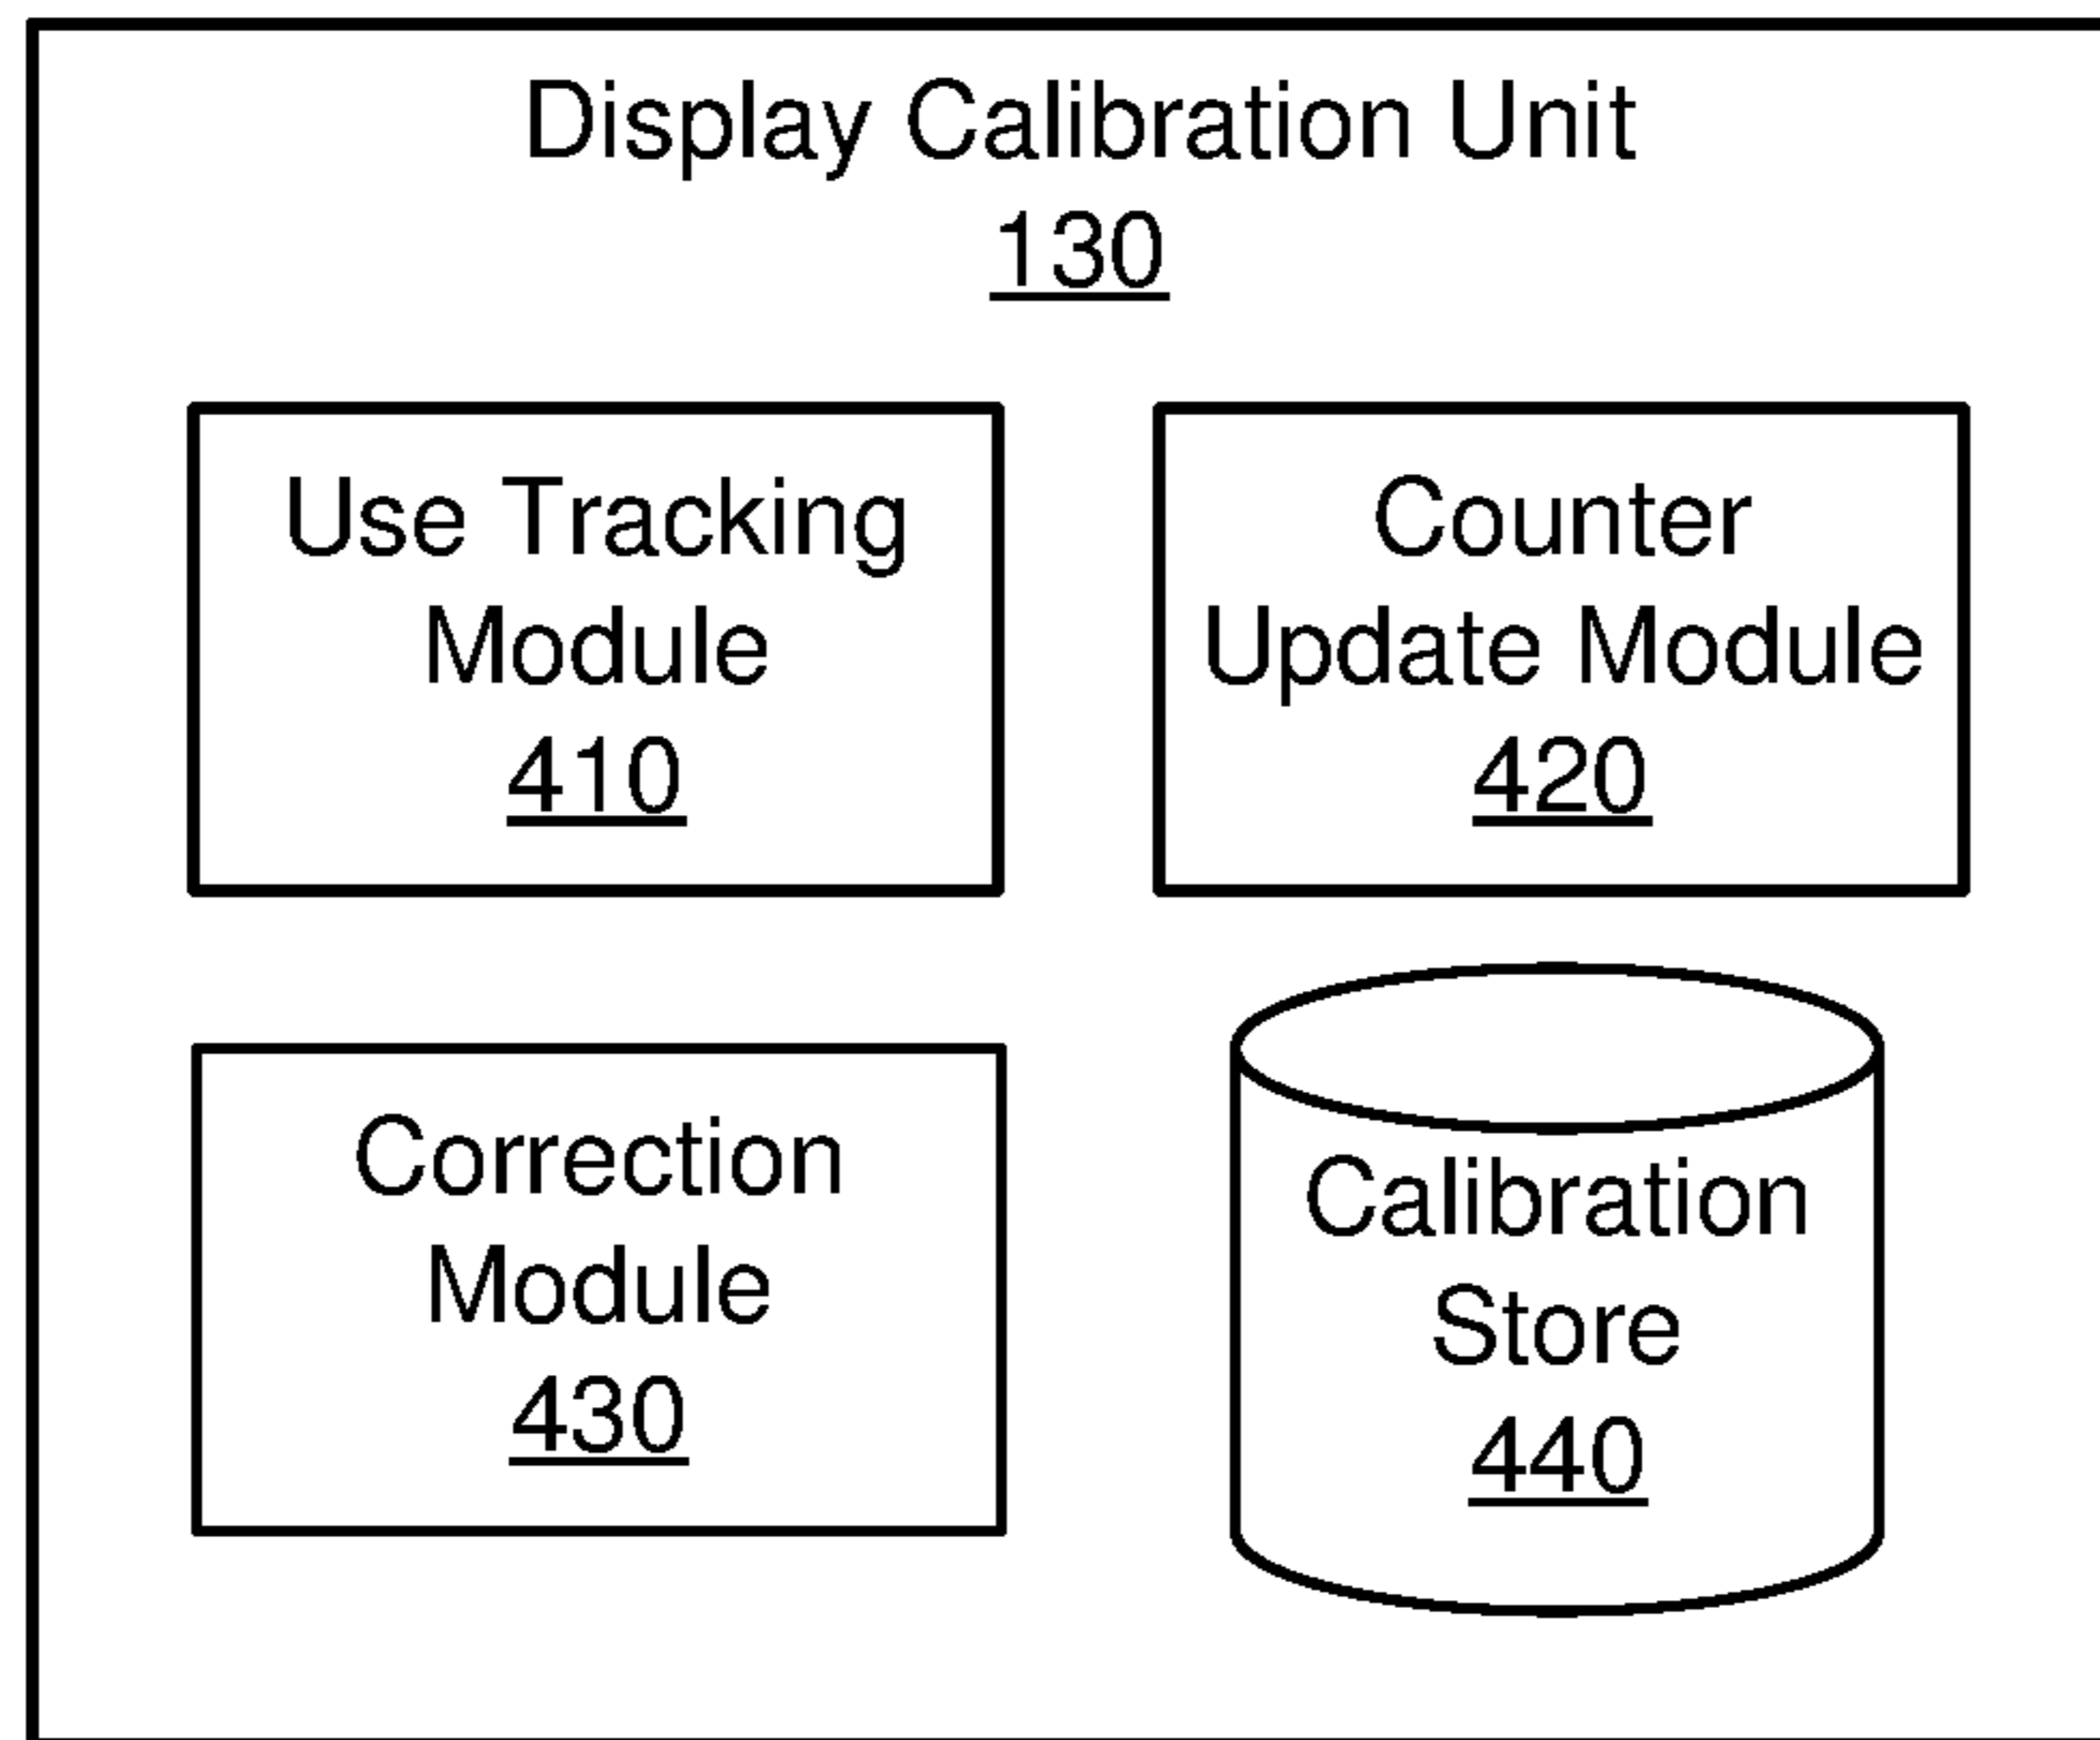 Display Calibration Unit
130
Use Tracking
Module
410
Counter
Update Module
420
Correction
Module
430
Calibration
Store
440